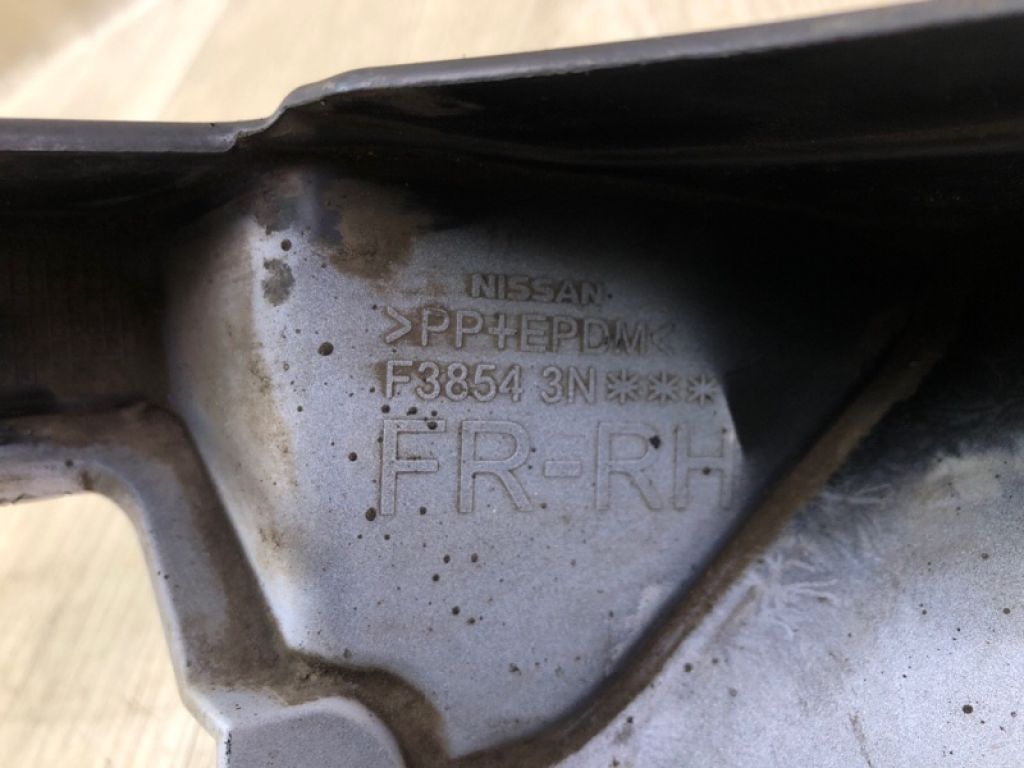 NISSAN
>PP+EPDM<
F3854 3N***
FR-RH